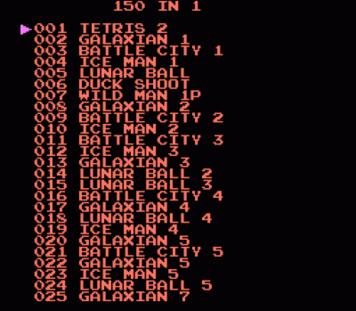 150 IN 1
001 TETRIS 2
002 GALAXIAN 1
003 BATTLE CITY 1
004 ICE MAN 1
005 LUNAR BALL
006 DUCK SHOOT
007 WILD MAN 1P
008 GALAXIAN 2
009 BATTLE CITY 2
010 ICE MAN 2
011 BATTLE CITY 3
012 ICE MAN 3
013 GALAXIAN 3
014 LUNAR BALL 2
015 LUNAR BALL 3
016 BATTLE CITY 4
017 GALAXIAN 4
018 LUNAR BALL 4
019 ICE MAN 4
020 GALAXIAN 5
021 BATTLE CITY 5
022 GALAXIAN 5
023 ICE MAN 5
024 LUNAR BALL 5
025 GALAXIAN 7